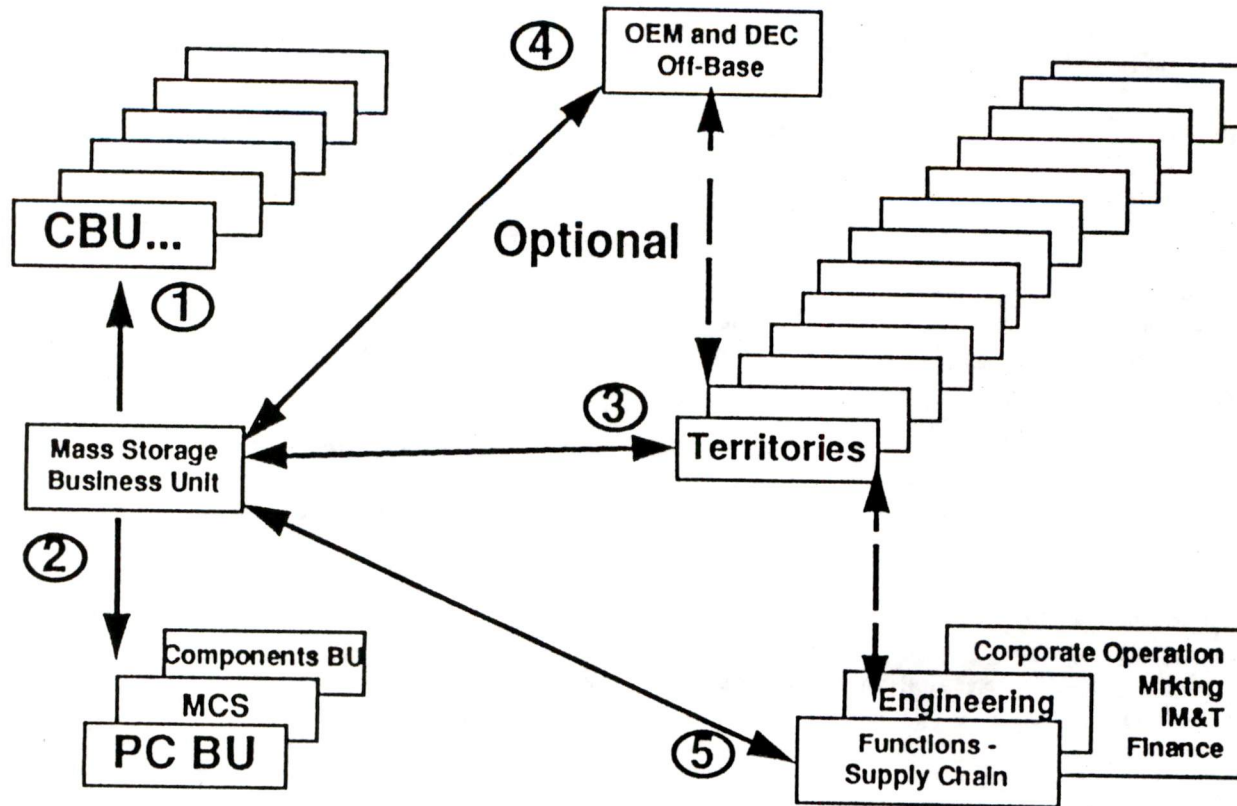 ④
OEM and DEC
Off-Base
CBU...
①
Optional
③
Territories
Mass Storage
Business Unit
②
Components BU
MCS
PC BU
⑤
Corporate Operation
Mrktng
IM&T
Finance
Engineering
Functions -
Supply Chain